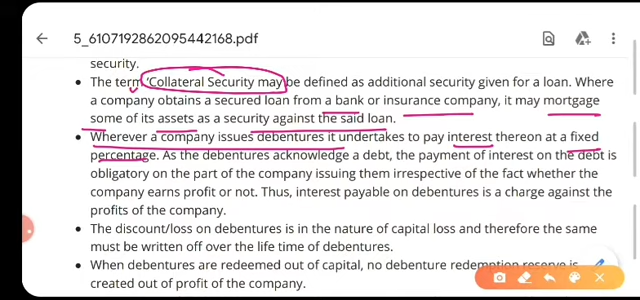 5_6107192862095442168.pdf
security.
• The term 'Collateral Security may be defined as additional security given for a loan. Where
a company obtains a secured loan from a bank or insurance company, it may mortgage
some of its assets as a security against the said loan.
• Wherever a company issues debentures it undertakes to pay interest thereon at a fixed
percentage. As the debentures acknowledge a debt, the payment of interest on the debt is
obligatory on the part of the company issuing them irrespective of the fact whether the
company earns profit or not. Thus, interest payable on debentures is a charge against the
profits of the company.
• The discount/loss on debentures is in the nature of capital loss and therefore the same
must be written off over the life time of debentures.
• When debentures are redeemed out of capital, no debenture redemption reserve is
created out of profit of the company.